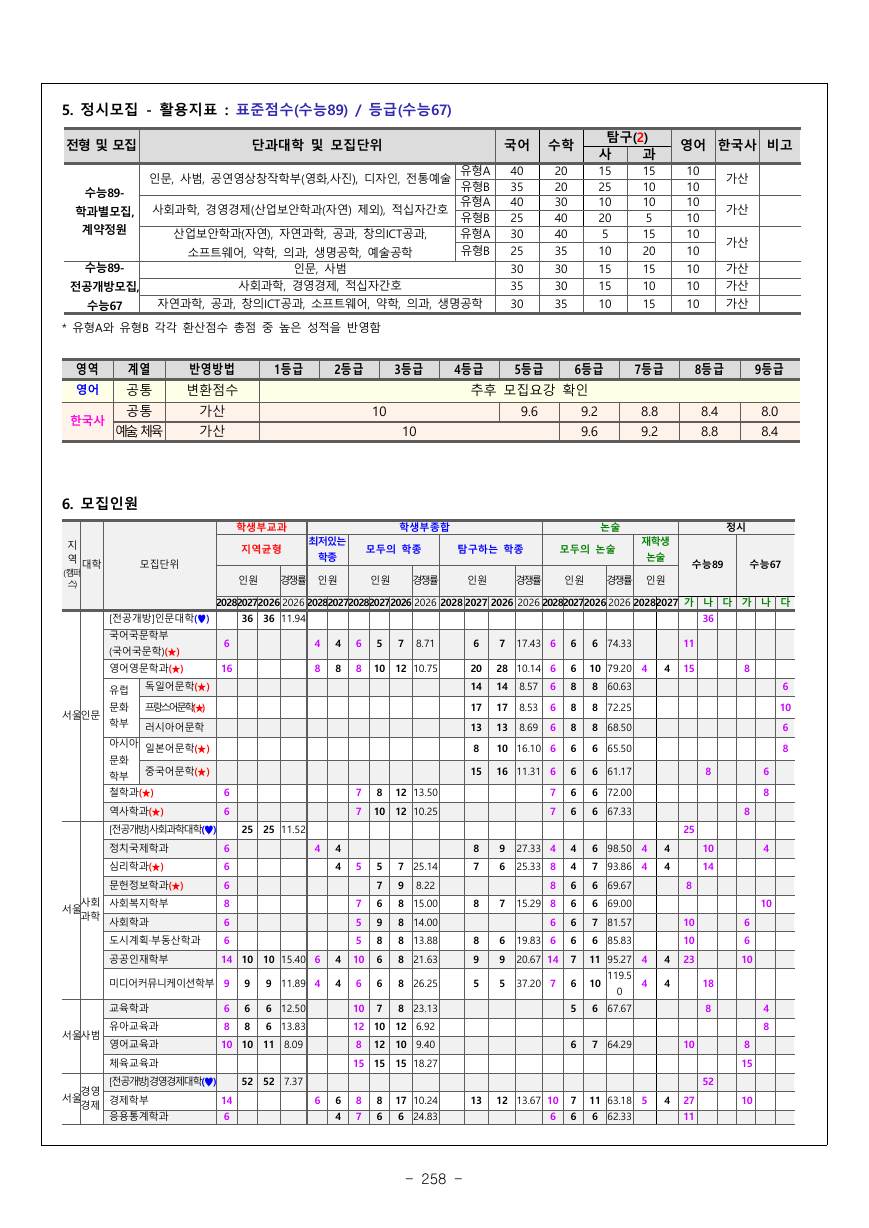 5. 정시모집 - 활용지표 : 표준점수(수능89) / 등급(수능67)
전형 및 모집 단과대학 및 모집단위 국어 수학 탐구(2) 영어 한국사 비고
사 과
수능89-
학과별모집,
계약정원
인문, 사범, 공연영상창작학부(영화,사진), 디자인, 전통예술 유형A 40 20 15 15 10 가산
유형B 35 20 25 10 10
사회과학, 경영경제(산업보안학과(자연) 제외), 적십자간호 유형A 40 30 10 10 10 가산
유형B 25 40 20 5 10
산업보안학과(자연), 자연과학, 공과, 창의ICT공과, 유형A 30 40 5 15 10 가산
소프트웨어, 약학, 의과, 생명공학, 예술공학 유형B 25 35 10 20 10
수능89-
전공개방모집,
수능67
인문, 사범 30 30 15 15 10 가산
사회과학, 경영경제, 적십자간호 35 30 15 10 10 가산
자연과학, 공과, 창의ICT공과, 소프트웨어, 약학, 의과, 생명공학 30 35 10 15 10 가산
* 유형A와 유형B 각각 환산점수 총점 중 높은 성적을 반영함
영역 계열 반영방법 1등급 2등급 3등급 4등급 5등급 6등급 7등급 8등급 9등급
영어 공통 변환점수 추후 모집요강 확인
한국사 공통 가산 10 9.6 9.2 8.8 8.4 8.0
예술, 체육 가산 10 9.6 9.2 8.8 8.4
6. 모집인원
지역(캠퍼스) 대학 모집단위 학생부교과 학생부종합 논술 정시
지역균형 최저있는 학종 모두의 학종 탐구하는 학종 모두의 논술 재학생 논술 수능89 수능67
인원 경쟁률 인원 인원 경쟁률 인원 경쟁률 인원 경쟁률 인원
2028 2027 2026 2026 2028 2027 2028 2027 2026 2026 2028 2027 2026 2026 2028 2027 2026 2026 2028 2027 가 나 다 가 나 다
서울 인문
[전공개방]인문대학(♥) 36 36 11.94 36
국어국문학부
(국어국문학)(★) 6 4 4 6 5 7 8.71 6 7 17.43 6 6 6 74.33 11
영어영문학과(★) 16 8 8 8 10 12 10.75 20 28 10.14 6 6 10 79.20 4 4 15 8
유럽
문화
학부
독일어문학(★) 14 14 8.57 6 8 8 60.63 6
프랑스어문학(★) 17 17 8.53 6 8 8 72.25 10
러시아어문학 13 13 8.69 6 8 8 68.50 6
아시아
문화
학부
일본어문학(★) 8 10 16.10 6 6 6 65.50 8
중국어문학(★) 15 16 11.31 6 6 6 61.17 8 6
철학과(★) 6 7 8 12 13.50 7 6 6 72.00 8
역사학과(★) 6 7 10 12 10.25 7 6 6 67.33 8
서울 사회
과학
[전공개방]사회과학대학(♥) 25 25 11.52 25
정치국제학과 6 4 4 8 9 27.33 4 4 6 98.50 4 4 10 4
심리학과(★) 6 4 5 5 7 25.14 7 6 25.33 8 4 7 93.86 4 4 14
문헌정보학과(★) 6 7 9 8.22 8 6 6 69.67 8
사회복지학부 8 7 6 8 15.00 8 7 15.29 8 6 6 69.00 10
사회학과 6 5 9 8 14.00 6 6 7 81.57 10 6
도시계획·부동산학과 6 5 8 8 13.88 8 6 19.83 6 6 6 85.83 10 6
공공인재학부 14 10 10 15.40 6 4 10 6 8 21.63 9 9 20.67 14 7 11 95.27 4 4 23 10
미디어커뮤니케이션학부 9 9 9 11.89 4 4 6 6 8 26.25 5 5 37.20 7 6 10 119.50 4 4 18
서울 사범
교육학과 6 6 6 12.50 10 7 8 23.13 5 6 67.67 8 4
유아교육과 8 8 6 13.83 12 10 12 6.92 8
영어교육과 10 10 11 8.09 8 12 10 9.40 6 7 64.29 10 8
체육교육과 15 15 15 18.27 15
서울 경영
경제
[전공개방]경영경제대학(♥) 52 52 7.37 52
경제학부 14 6 6 8 8 17 10.24 13 12 13.67 10 7 11 63.18 5 4 27 10
응용통계학과 6 4 7 6 6 24.83 6 6 6 62.33 11
- 258 -